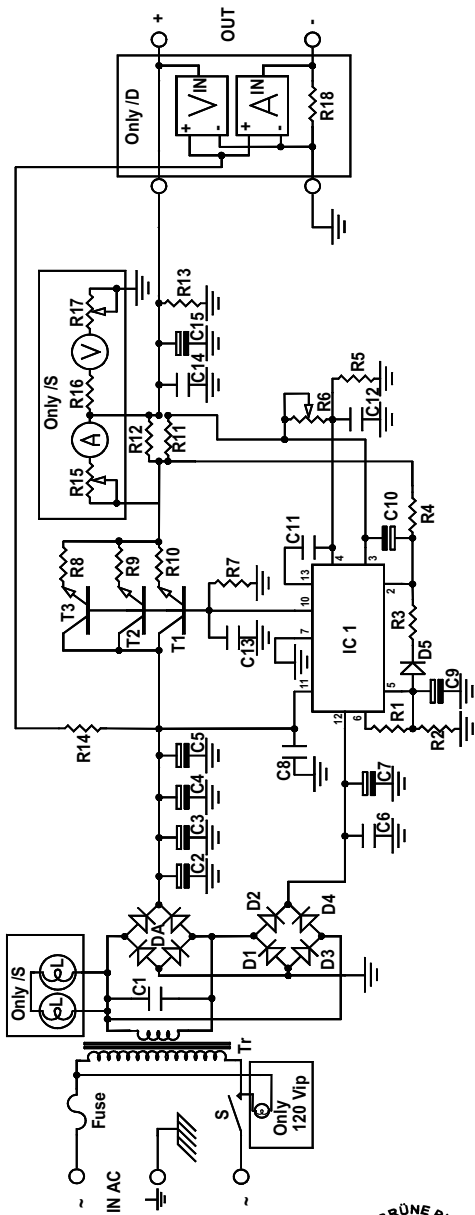 ~
IN AC
~
Fuse
S
Only
120 Vip
Tr
Only /S
L
L
C1
DA
D1
D2
D3
D4
C2
C3
C4
C5
C6
C7
R14
C8
T3
T2
T1
R8
R9
R10
C13
R7
IC 1
12
11
7
10
13
6
5
2
3
4
R1
R2
C9
D5
R3
R4
C10
C11
C12
R5
R6
R12
R11
Only /S
R15
A
R16
V
R17
C14
C15
R13
Only /D
+
-
V
IN
+
-
A
IN
R18
+
OUT
-